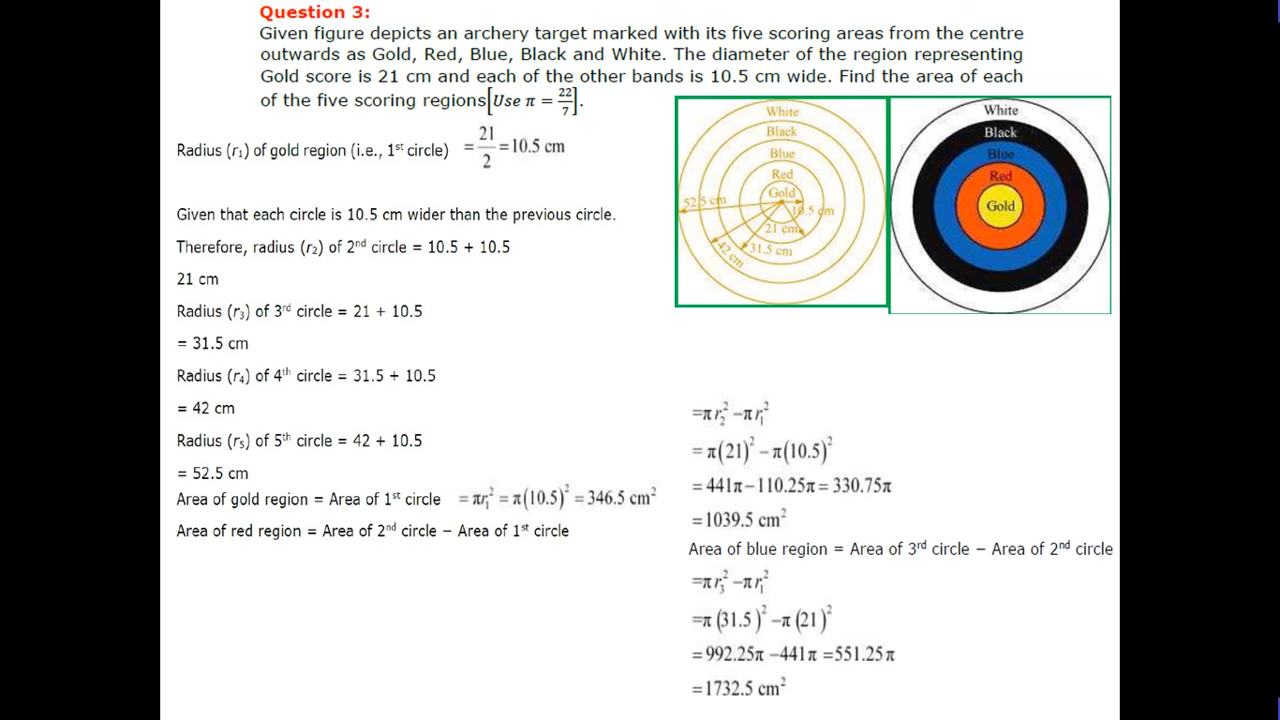 Question 3:
Given figure depicts an archery target marked with its five scoring areas from the centre
outwards as Gold, Red, Blue, Black and White. The diameter of the region representing
Gold score is 21 cm and each of the other bands is 10.5 cm wide. Find the area of each
of the five scoring regions[Use π = 22/7].
Radius (r₁) of gold region (i.e., 1st circle) = 21/2 = 10.5 cm
Given that each circle is 10.5 cm wider than the previous circle.
Therefore, radius (r₂) of 2nd circle = 10.5 + 10.5
21 cm
Radius (r₃) of 3rd circle = 21 + 10.5
= 31.5 cm
Radius (r₄) of 4th circle = 31.5 + 10.5
= 42 cm
Radius (r₅) of 5th circle = 42 + 10.5
= 52.5 cm
Area of gold region = Area of 1st circle = πr₁² = π(10.5)² = 346.5 cm²
Area of red region = Area of 2nd circle − Area of 1st circle
White
Black
Blue
Red
Gold
52.5 cm
10.5 cm
21 cm
31.5 cm
42 cm
White
Black
Blue
Red
Gold
=πr₂² −πr₁²
= π(21)² − π(10.5)²
= 441π−110.25π = 330.75π
= 1039.5 cm²
Area of blue region = Area of 3rd circle − Area of 2nd circle
=πr₃² −πr₁²
=π(31.5)² −π(21)²
= 992.25π −441π =551.25π
=1732.5 cm²